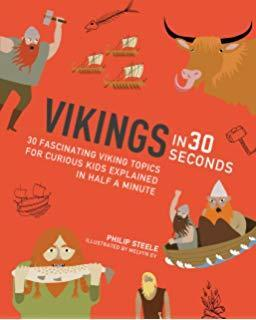 VIKINGS IN 30 SECONDS
30 FASCINATING VIKING TOPICS
FOR CURIOUS KIDS EXPLAINED
IN HALF A MINUTE
PHILIP STEELE
ILLUSTRATED BY MELVYN EV